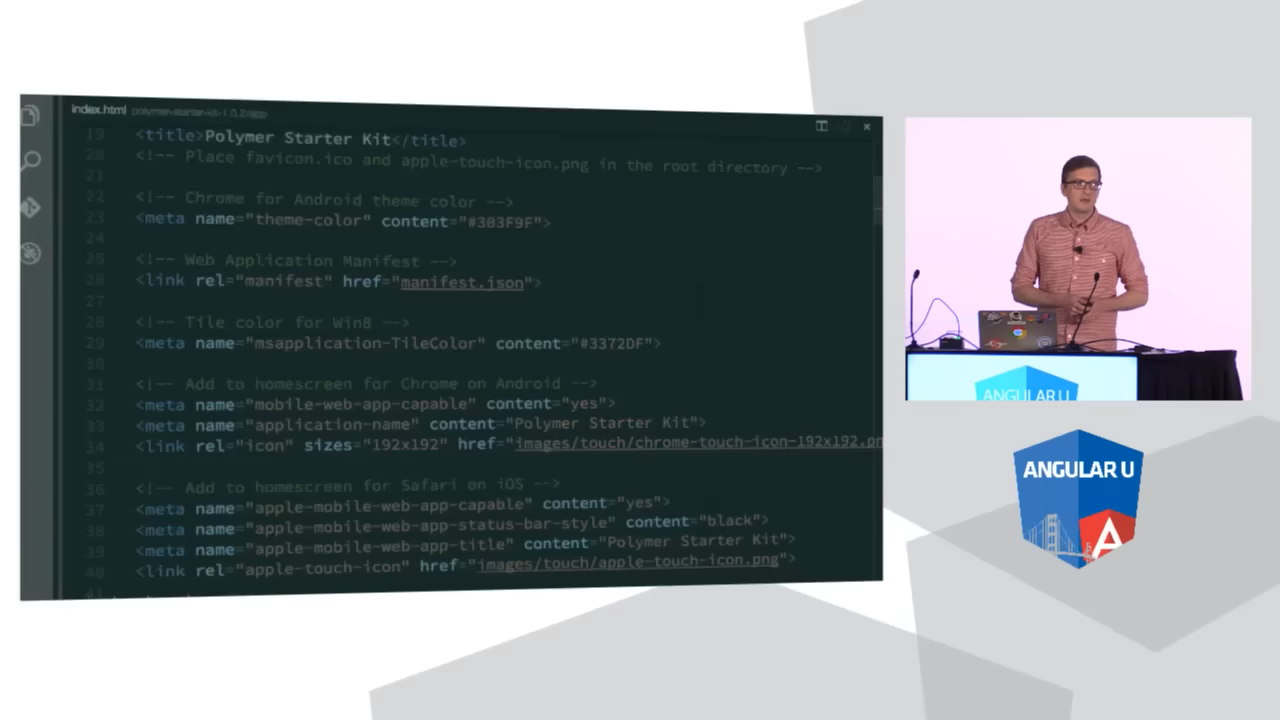 index.html polymer-starter-kit/1.0.2/app
19 <title>Polymer Starter Kit</title>
20 <!-- Place favicon.ico and apple-touch-icon.png in the root directory -->
21
22 <!-- Chrome for Android theme color -->
23 <meta name="theme-color" content="#303F9F">
24
25 <!-- Web Application Manifest -->
26 <link rel="manifest" href="manifest.json">
27
28 <!-- Tile color for Win8 -->
29 <meta name="msapplication-TileColor" content="#3372DF">
30
31 <!-- Add to homescreen for Chrome on Android -->
32 <meta name="mobile-web-app-capable" content="yes">
33 <meta name="application-name" content="Polymer Starter Kit">
34 <link rel="icon" sizes="192x192" href="images/touch/chrome-touch-icon-192x192.pn
35
36 <!-- Add to homescreen for Safari on iOS -->
37 <meta name="apple-mobile-web-app-capable" content="yes">
38 <meta name="apple-mobile-web-app-status-bar-style" content="black">
39 <meta name="apple-mobile-web-app-title" content="Polymer Starter Kit">
40 <link rel="apple-touch-icon" href="images/touch/apple-touch-icon.png">
41
ANGULAR U
ANGULAR U
A